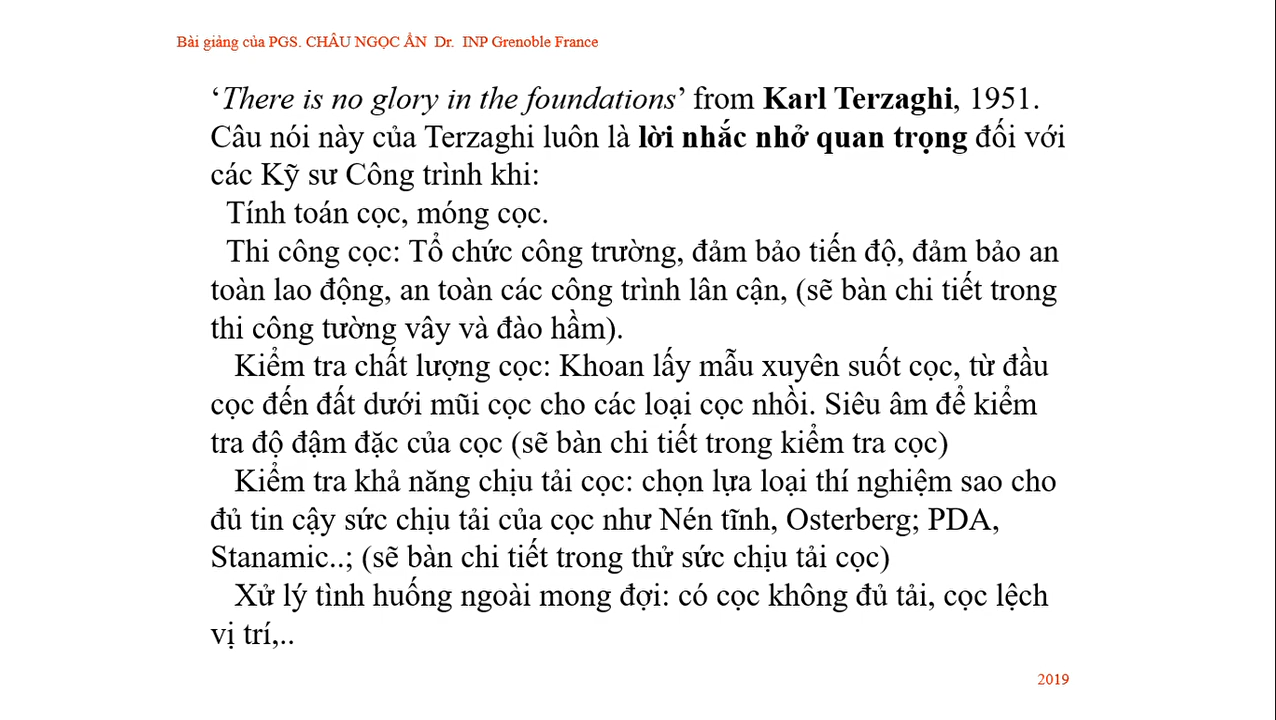 Bài giảng của PGS. CHÂU NGỌC ẨN Dr. INP Grenoble France
‘There is no glory in the foundations’ from Karl Terzaghi, 1951.
Câu nói này của Terzaghi luôn là lời nhắc nhở quan trọng đối với
các Kỹ sư Công trình khi:
Tính toán cọc, móng cọc.
Thi công cọc: Tổ chức công trường, đảm bảo tiến độ, đảm bảo an
toàn lao động, an toàn các công trình lân cận, (sẽ bàn chi tiết trong
thi công tường vây và đào hầm).
Kiểm tra chất lượng cọc: Khoan lấy mẫu xuyên suốt cọc, từ đầu
cọc đến đất dưới mũi cọc cho các loại cọc nhồi. Siêu âm để kiểm
tra độ đậm đặc của cọc (sẽ bàn chi tiết trong kiểm tra cọc)
Kiểm tra khả năng chịu tải cọc: chọn lựa loại thí nghiệm sao cho
đủ tin cậy sức chịu tải của cọc như Nén tĩnh, Osterberg; PDA,
Stanamic..; (sẽ bàn chi tiết trong thử sức chịu tải cọc)
Xử lý tình huống ngoài mong đợi: có cọc không đủ tải, cọc lệch
vị trí,..
2019